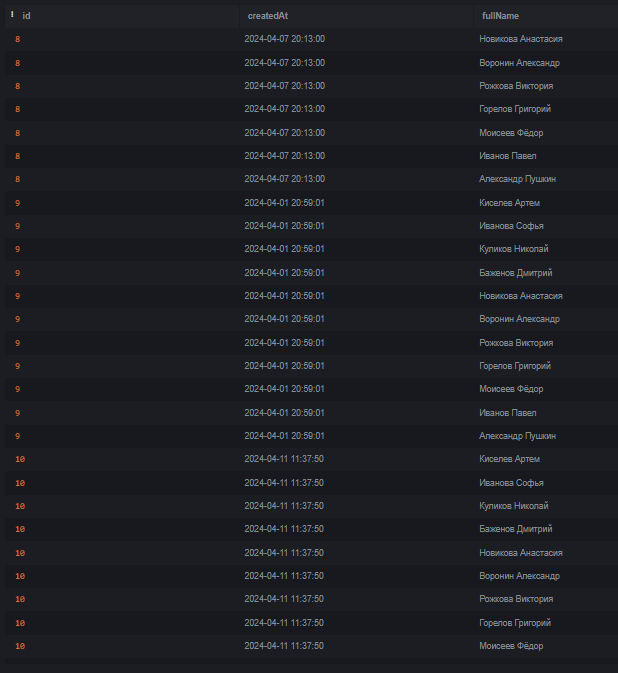 ! id createdAt fullName
8 2024-04-07 20:13:00 Новикова Анастасия
8 2024-04-07 20:13:00 Воронин Александр
8 2024-04-07 20:13:00 Рожкова Виктория
8 2024-04-07 20:13:00 Горелов Григорий
8 2024-04-07 20:13:00 Моисеев Фёдор
8 2024-04-07 20:13:00 Иванов Павел
8 2024-04-07 20:13:00 Александр Пушкин
9 2024-04-01 20:59:01 Киселев Артем
9 2024-04-01 20:59:01 Иванова Софья
9 2024-04-01 20:59:01 Куликов Николай
9 2024-04-01 20:59:01 Баженов Дмитрий
9 2024-04-01 20:59:01 Новикова Анастасия
9 2024-04-01 20:59:01 Воронин Александр
9 2024-04-01 20:59:01 Рожкова Виктория
9 2024-04-01 20:59:01 Горелов Григорий
9 2024-04-01 20:59:01 Моисеев Фёдор
9 2024-04-01 20:59:01 Иванов Павел
9 2024-04-01 20:59:01 Александр Пушкин
10 2024-04-11 11:37:50 Киселев Артем
10 2024-04-11 11:37:50 Иванова Софья
10 2024-04-11 11:37:50 Куликов Николай
10 2024-04-11 11:37:50 Баженов Дмитрий
10 2024-04-11 11:37:50 Новикова Анастасия
10 2024-04-11 11:37:50 Воронин Александр
10 2024-04-11 11:37:50 Рожкова Виктория
10 2024-04-11 11:37:50 Горелов Григорий
10 2024-04-11 11:37:50 Моисеев Фёдор